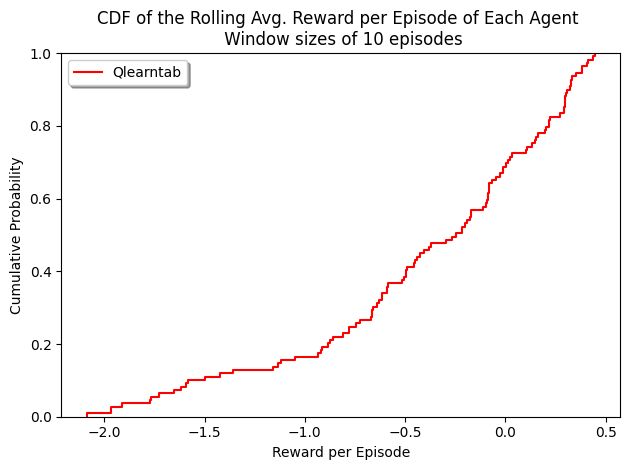 CDF of the Rolling Avg. Reward per Episode of Each Agent
Window sizes of 10 episodes
Qlearntab
1.0
0.8
0.6
0.4
0.2
0.0
Cumulative Probability
−2.0
−1.5
−1.0
−0.5
0.0
0.5
Reward per Episode